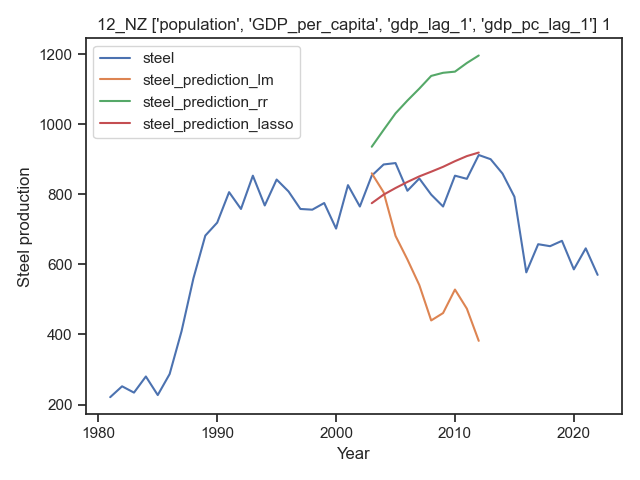 12_NZ ['population', 'GDP_per_capita', 'gdp_lag_1', 'gdp_pc_lag_1'] 1
steel
steel_prediction_lm
steel_prediction_rr
steel_prediction_lasso
Steel production
1200
1000
800
600
400
200
1980
1990
2000
2010
2020
Year